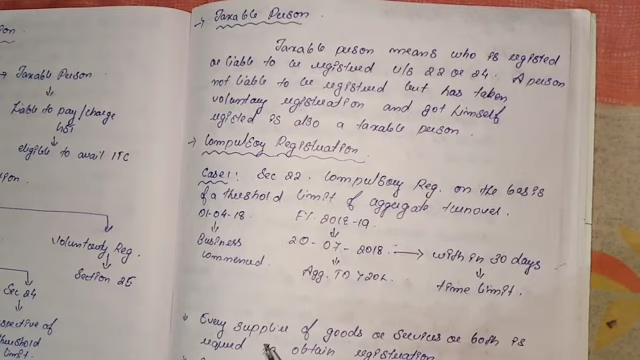 son.
→ Taxable Person
↓
Liable to pay/charge
GST
↓
eligible to avail ITC
Voluntary Reg.
↓
Section 25
Sec 24
↓
threshold
limit.
→ Taxable Person
Taxable person means who is registed
or liable to be registered u/s 22 or 24. A person
not liable to be registered but has taken
voluntary registration and got himself
registed is also a taxable person.
→ Compulsory Registration
Case 1: Sec 22. Compulsory Reg. on the basis
of a threshold limit of aggregate turnover.
01-04-18. F.Y. 2018-19.
↓ ↓
Business 20-07-2018. → within 30 days
commenced. ↓ ↓
Agg. TO >20L. time limit.
Every supplier of goods or services or both is
obtain registration